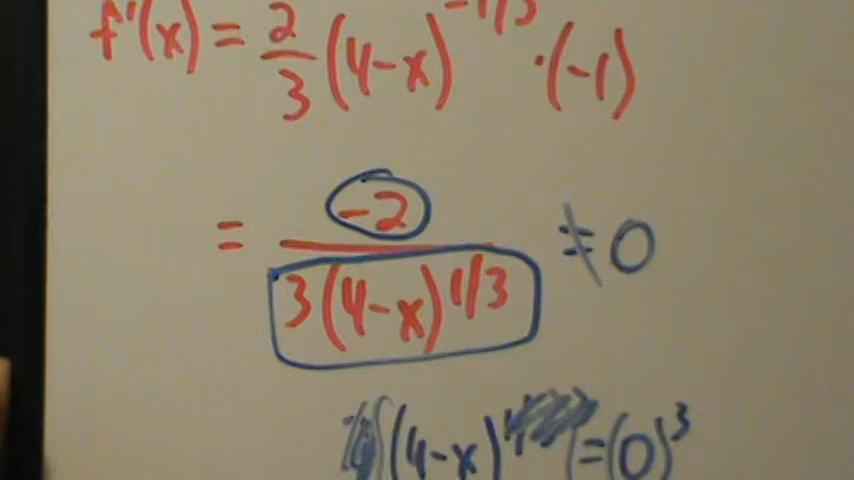 f'(x) = 2/3 (4-x)^-1/3 · (-1)
= -2 / 3(4-x)^1/3 ≠ 0
(4-x) = (0)^3